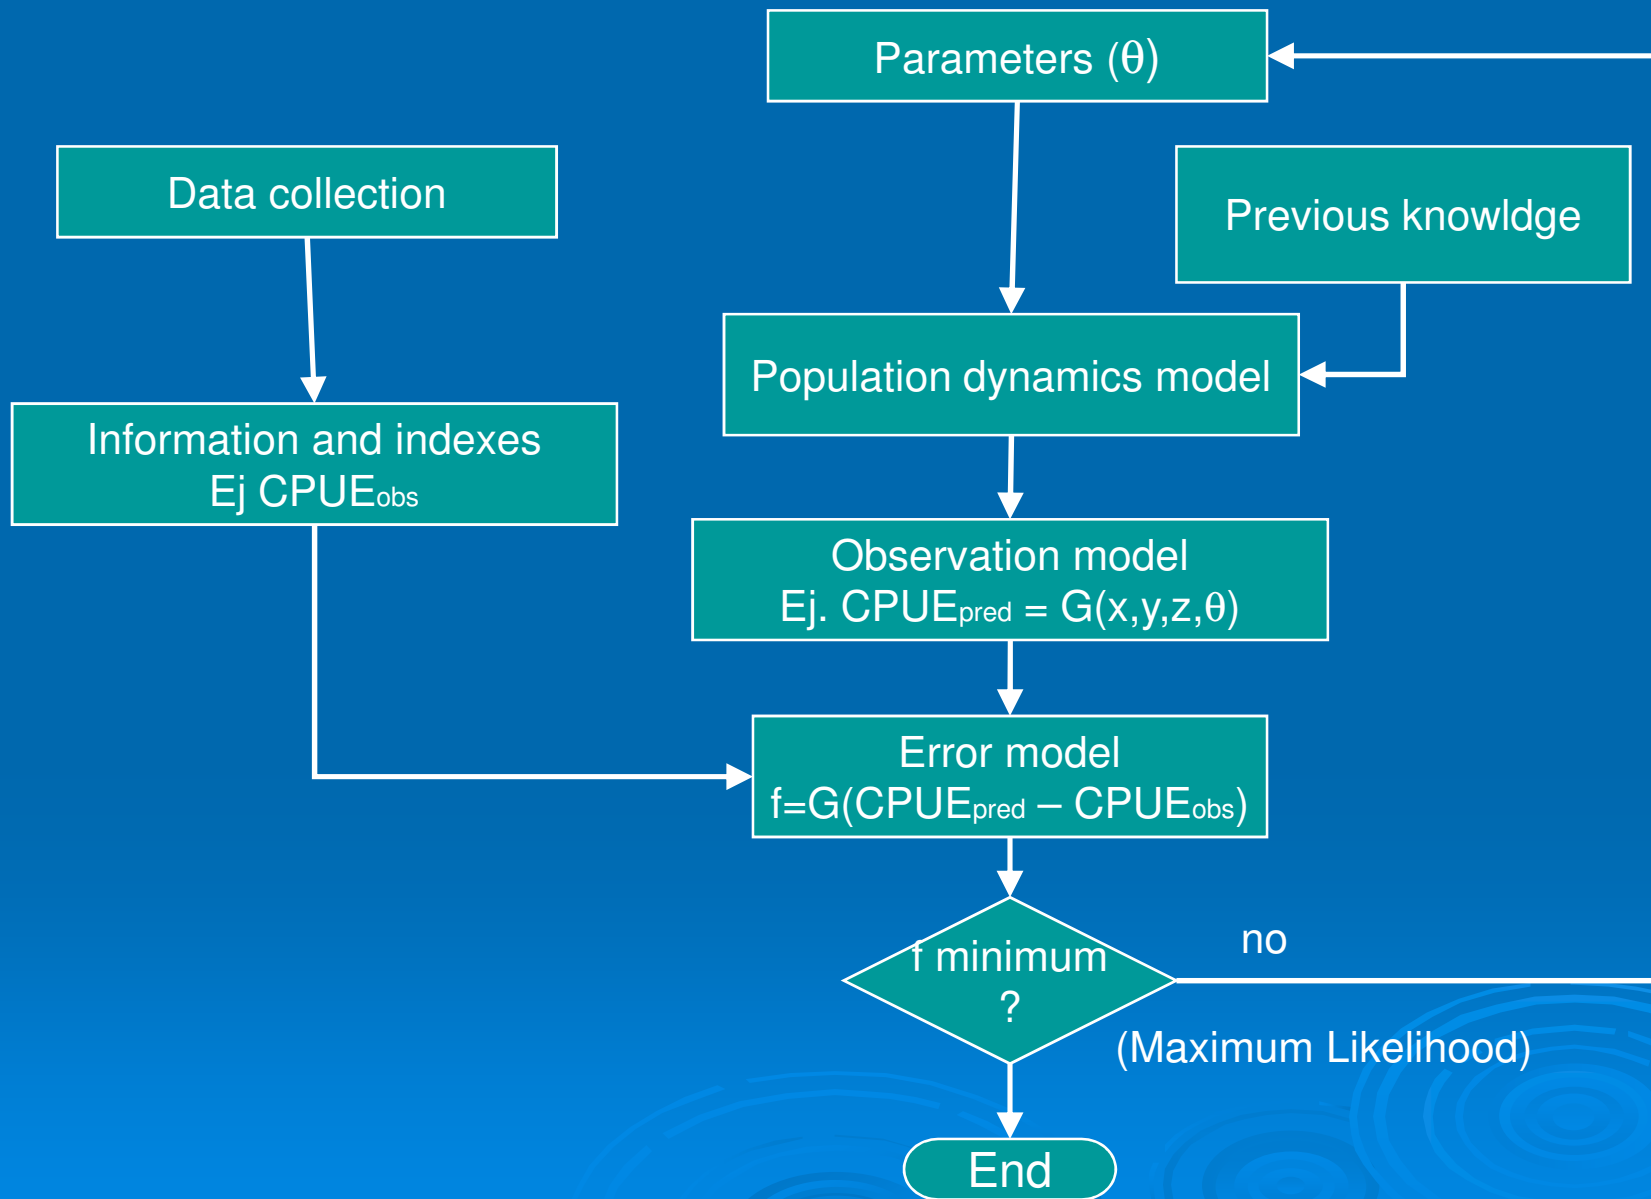 Parameters (θ)
Data collection
Previous knowldge
Population dynamics model
Information and indexes
Ej CPUEobs
Observation model
Ej. CPUEpred = G(x,y,z,θ)
Error model
f=G(CPUEpred – CPUEobs)
f minimum
?
no
(Maximum Likelihood)
End